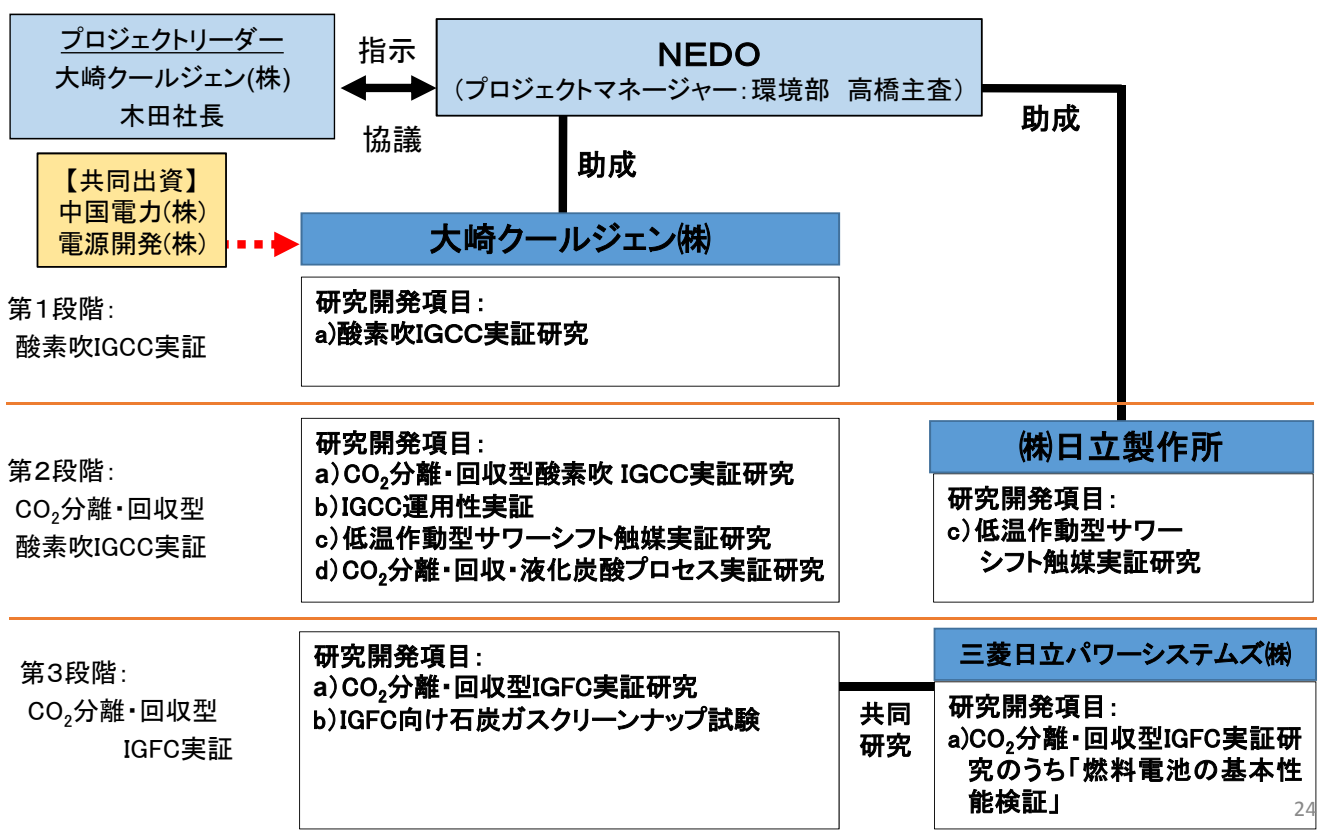 プロジェクトリーダー
大崎クールジェン(株)
木田社長
指示
協議
NEDO
(プロジェクトマネージャー:環境部 高橋主査)
助成
助成
【共同出資】
中国電力(株)
電源開発(株)
大崎クールジェン㈱
第1段階:
酸素吹IGCC実証
研究開発項目:
a)酸素吹IGCC実証研究
第2段階:
CO₂分離・回収型
酸素吹IGCC実証
研究開発項目:
a)CO₂分離・回収型酸素吹 IGCC実証研究
b)IGCC運用性実証
c)低温作動型サワーシフト触媒実証研究
d)CO₂分離・回収・液化炭酸プロセス実証研究
㈱日立製作所
研究開発項目:
c)低温作動型サワー
シフト触媒実証研究
第3段階:
CO₂分離・回収型
IGFC実証
研究開発項目:
a)CO₂分離・回収型IGFC実証研究
b)IGFC向け石炭ガスクリーンナップ試験
共同
研究
三菱日立パワーシステムズ㈱
研究開発項目:
a)CO₂分離・回収型IGFC実証研
究のうち「燃料電池の基本性
能検証」
24